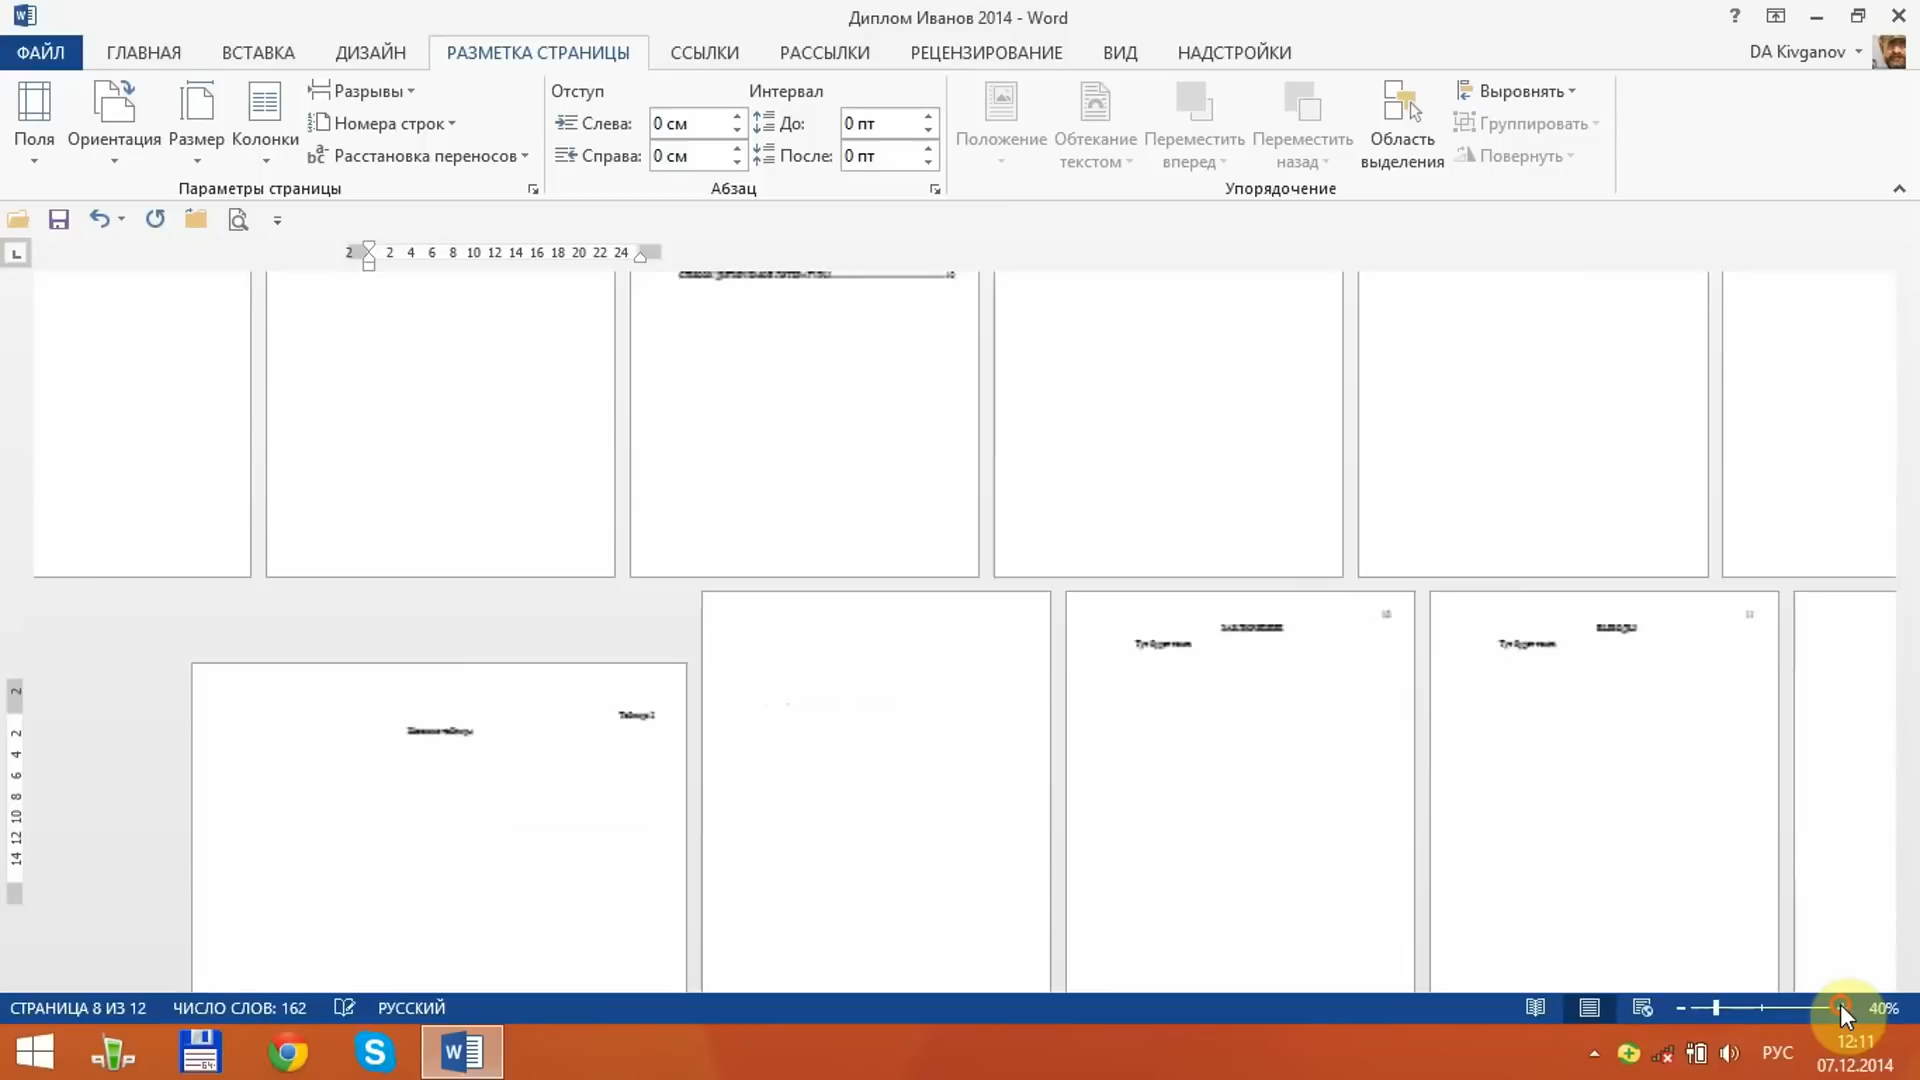 Диплом Иванов 2014 - Word
?
ФАЙЛ ГЛАВНАЯ ВСТАВКА ДИЗАЙН РАЗМЕТКА СТРАНИЦЫ ССЫЛКИ РАССЫЛКИ РЕЦЕНЗИРОВАНИЕ ВИД НАДСТРОЙКИ DA Kivganov
Поля
Ориентация
Размер
Колонки
Разрывы
Номера строк
bc Расстановка переносов
Параметры страницы
Отступ
Слева: 0 см
Справа: 0 см
Интервал
До: 0 пт
После: 0 пт
Абзац
Положение
Обтекание
текстом
Переместить
вперед
Переместить
назад
Область
выделения
Выровнять
Группировать
Повернуть
Упорядочение
2 2 4 6 8 10 12 14 16 18 20 22 24
2 2 4 6 8 10 12 14
СТРАНИЦА 8 ИЗ 12 ЧИСЛО СЛОВ: 162 РУССКИЙ 40%
64
РУС
12:11
07.12.2014